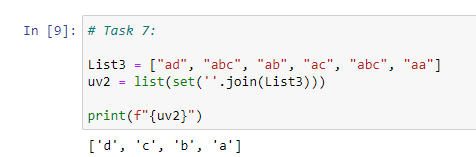 In [9]: # Task 7:
List3 = ["ad", "abc", "ab", "ac", "abc", "aa"]
uv2 = list(set(''.join(List3)))
print(f"{uv2}")
['d', 'c', 'b', 'a']